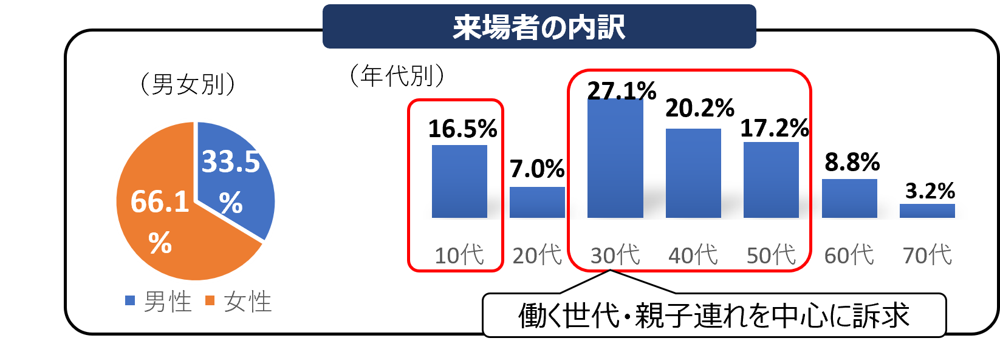 来場者の内訳
（男女別）
33.5
%
66.1
%
男性 女性
（年代別）
16.5% 7.0% 27.1% 20.2% 17.2% 8.8% 3.2%
10代 20代 30代 40代 50代 60代 70代
働く世代・親子連れを中心に訴求